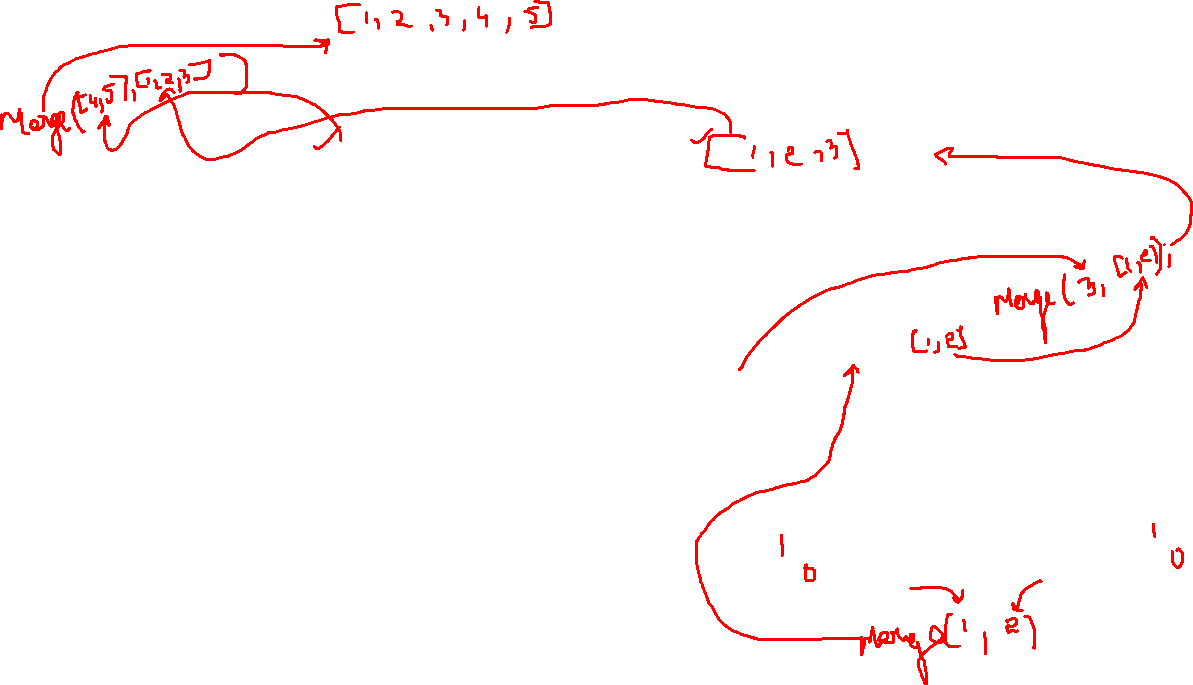 [1, 2, 3, 4, 5]
Merge([4,5],[1,2,3])
[1, 2, 3]
Merge(3, [1,2]);
[1,2]
1 0
1 0
Merge([1, 2)